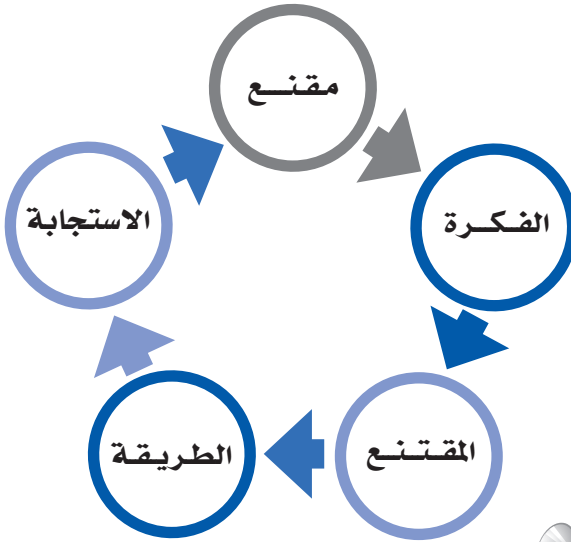 مقنع
الفكرة
المقتنع
الطريقة
الاستجابة